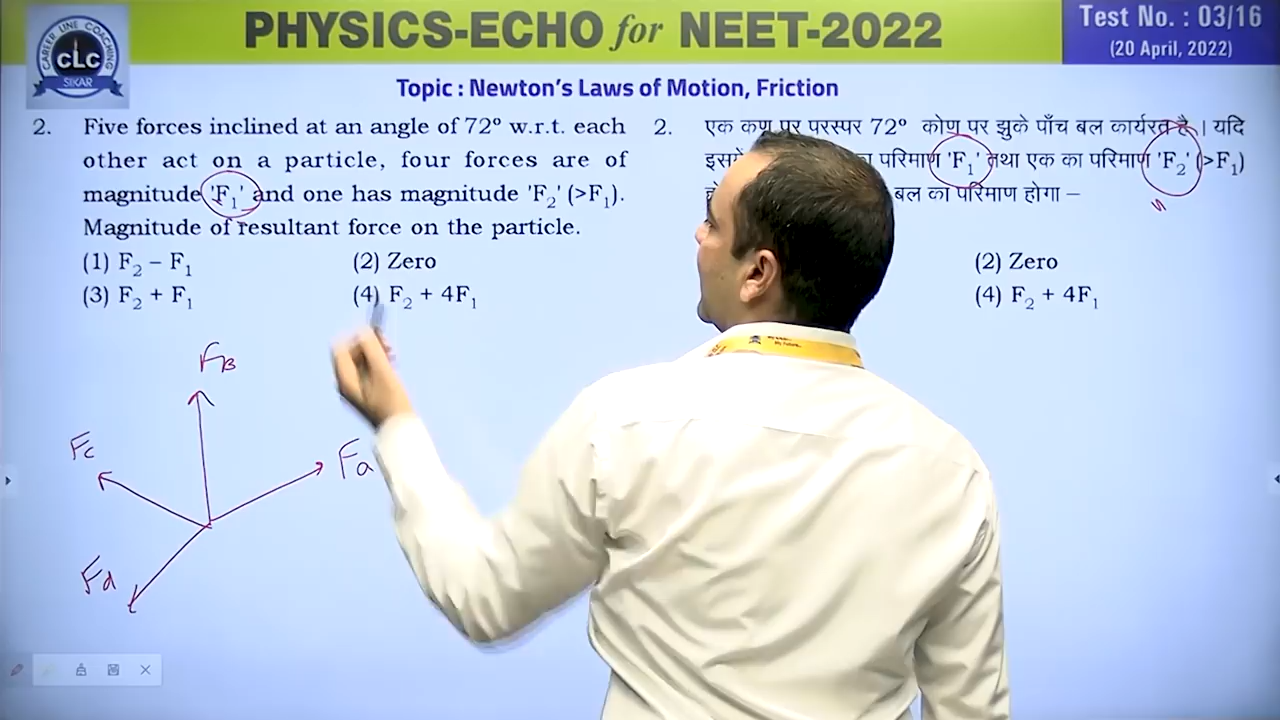 CAREER LINE COACHING
CLC
SIKAR
PHYSICS-ECHO for NEET-2022
Test No. : 03/16
(20 April, 2022)
Topic : Newton's Laws of Motion, Friction
2. Five forces inclined at an angle of 72° w.r.t. each
other act on a particle, four forces are of
magnitude 'F₁' and one has magnitude 'F₂' (>F₁).
Magnitude of resultant force on the particle.
(1) F₂ – F₁ (2) Zero
(3) F₂ + F₁ (4) F₂ + 4F₁
2. एक कण पर परस्पर 72° कोण पर झुके पाँच बल कार्यरत है । यदि
इसमें का परिमाण 'F₁' तथा एक का परिमाण 'F₂' (>F₁)
बल का परिमाण होगा –
(2) Zero
(4) F₂ + 4F₁
FB
Fc
Fa
Fd